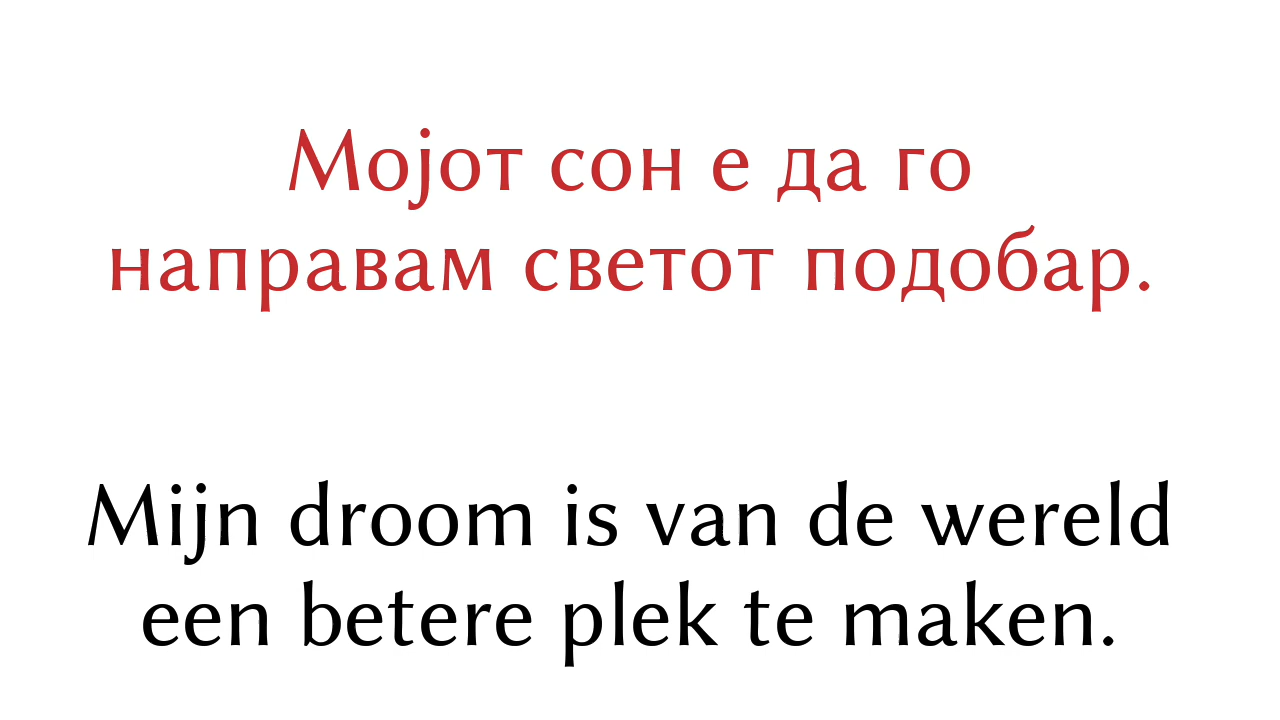 Мојот сон е да го
направам светот подобар.
Mijn droom is van de wereld
een betere plek te maken.